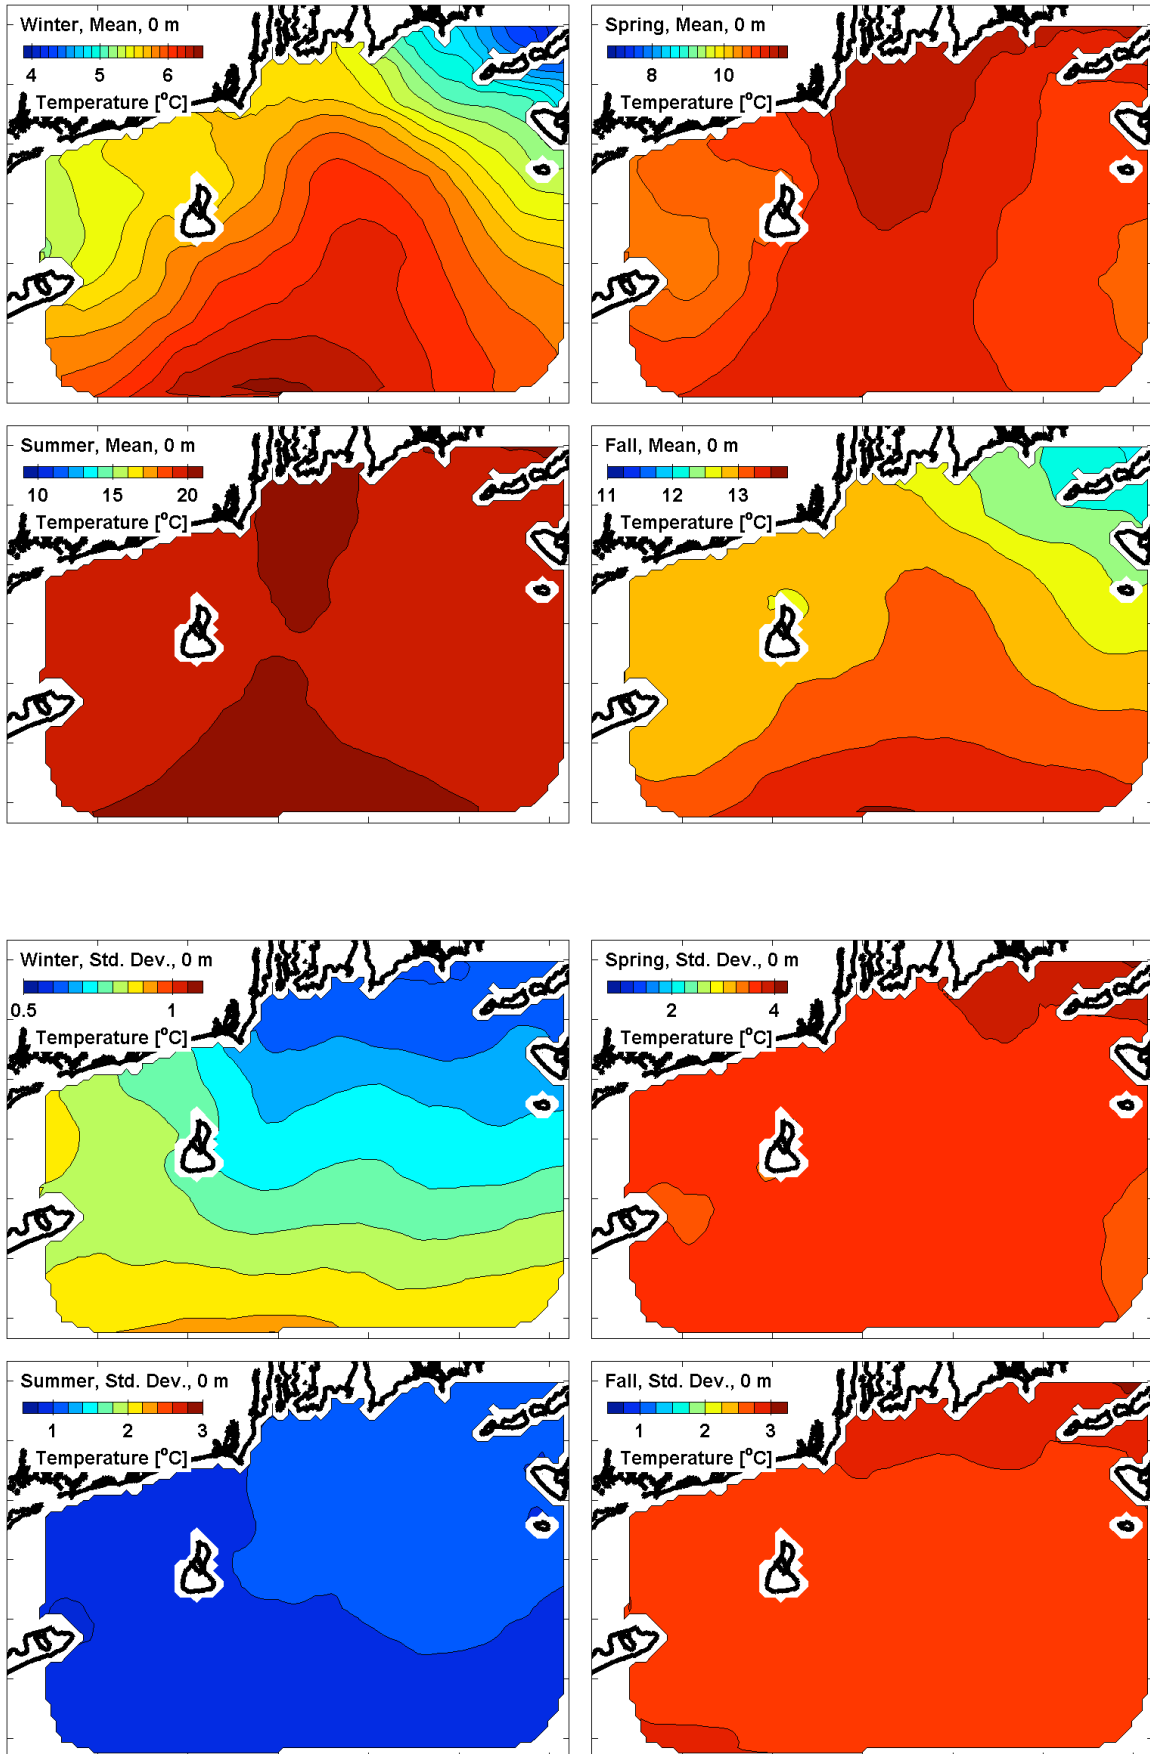 Winter, Mean, 0 m
4 5 6
Temperature [°C]
Spring, Mean, 0 m
8 10
Temperature [°C]
Summer, Mean, 0 m
10 15 20
Temperature [°C]
Fall, Mean, 0 m
11 12 13
Temperature [°C]
Winter, Std. Dev., 0 m
0.5 1
Temperature [°C]
Spring, Std. Dev., 0 m
2 4
Temperature [°C]
Summer, Std. Dev., 0 m
1 2 3
Temperature [°C]
Fall, Std. Dev., 0 m
1 2 3
Temperature [°C]